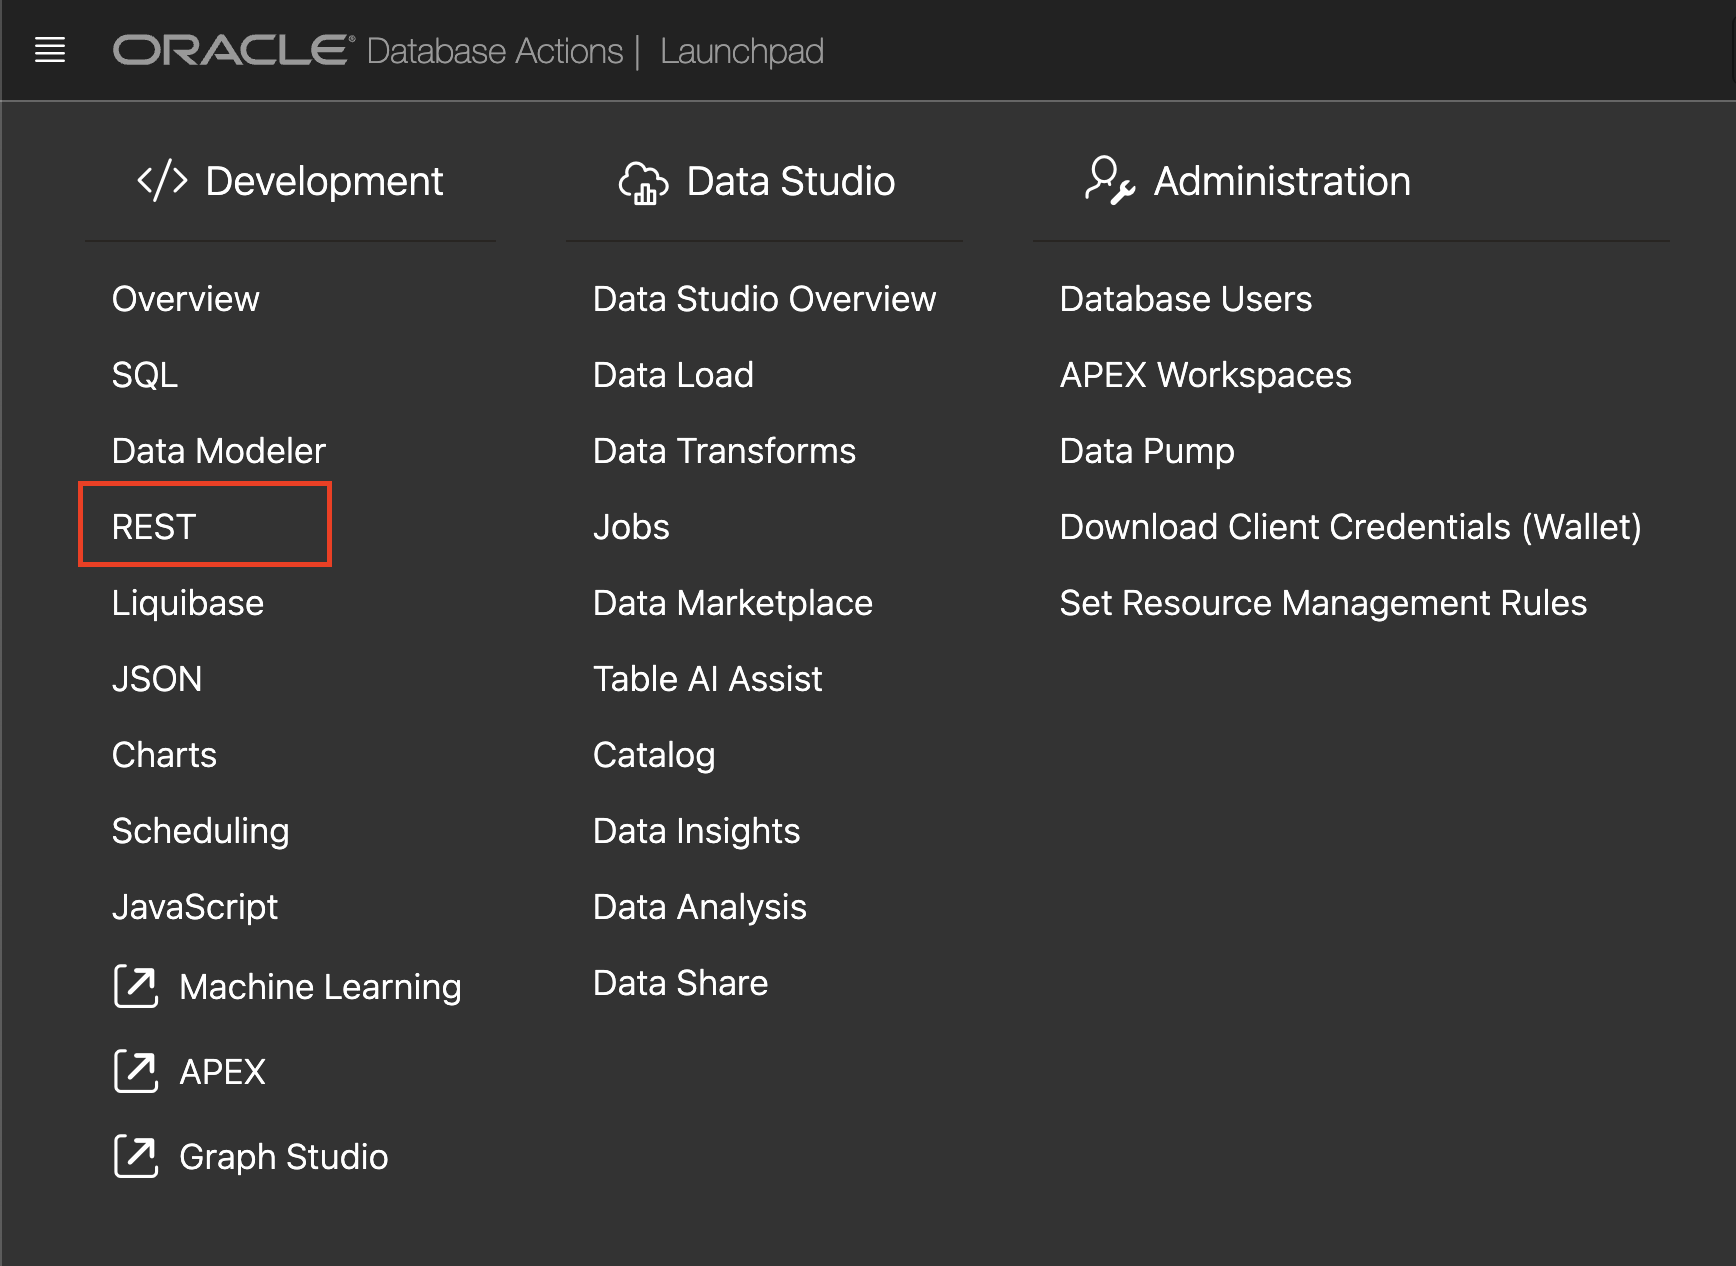 ORACLE® Database Actions | Launchpad
Development
Overview
SQL
Data Modeler
REST
Liquibase
JSON
Charts
Scheduling
JavaScript
Machine Learning
APEX
Graph Studio
Data Studio
Data Studio Overview
Data Load
Data Transforms
Jobs
Data Marketplace
Table AI Assist
Catalog
Data Insights
Data Analysis
Data Share
Administration
Database Users
APEX Workspaces
Data Pump
Download Client Credentials (Wallet)
Set Resource Management Rules